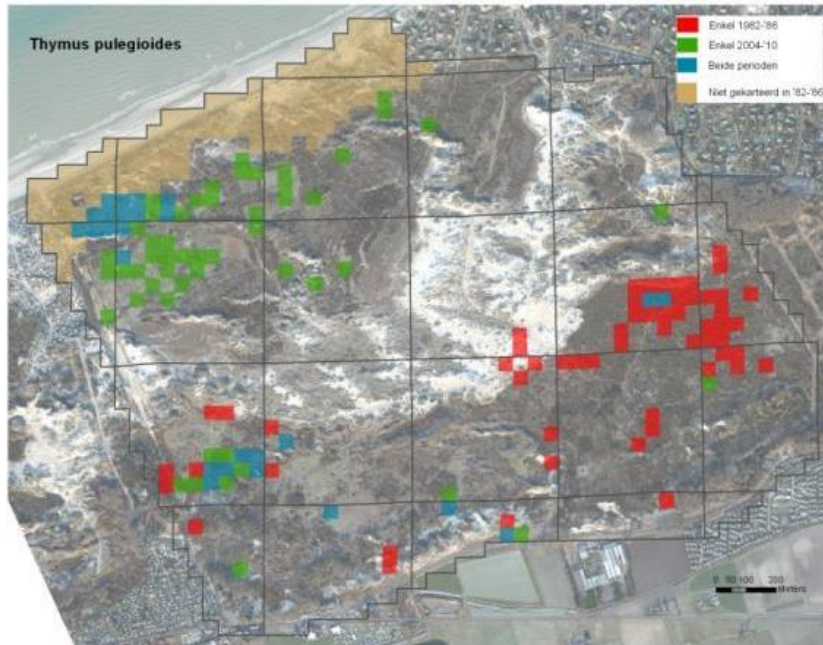 Thymus pulegioides
Enkel 1982-'86
Enkel 2004-'10
Beide perioden
Niet gekarteerd in '82-'86
0 50 100 200
Meters